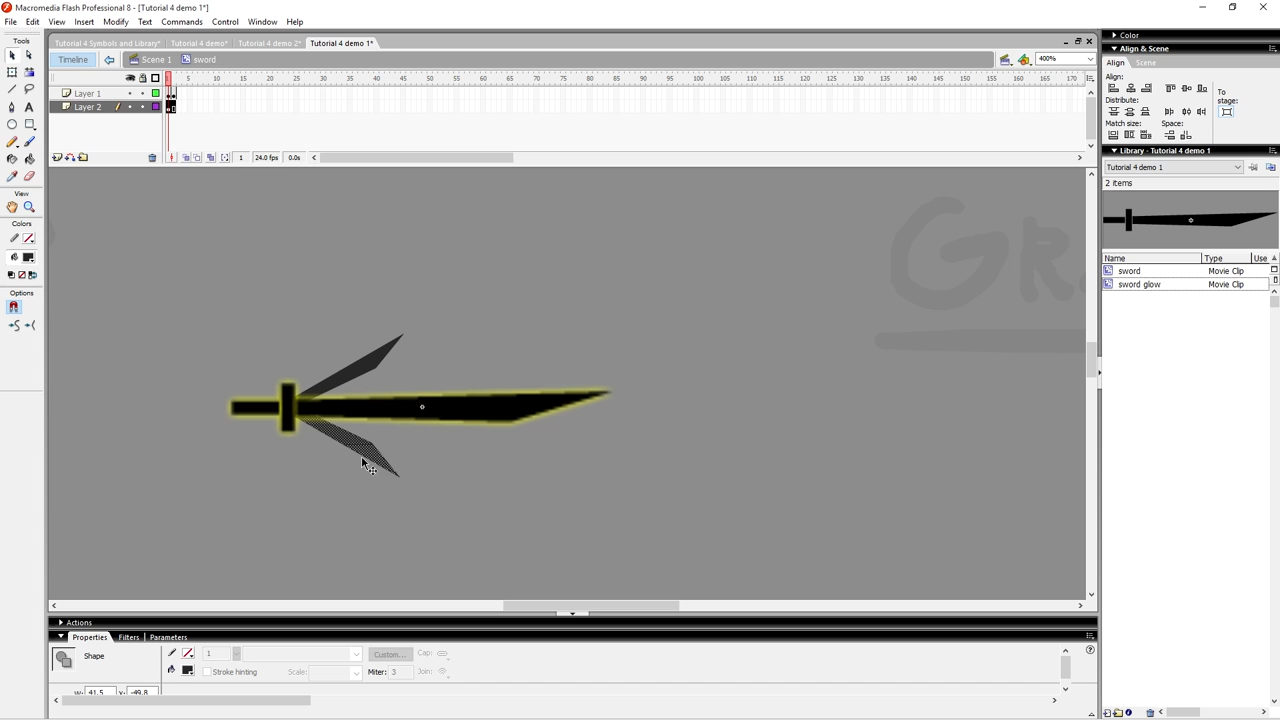 Macromedia Flash Professional 8 - [Tutorial 4 demo 1*]
File Edit View Insert Modify Text Commands Control Window Help
Tools
Tutorial 4 Symbols and Library* Tutorial 4 demo* Tutorial 4 demo 2* Tutorial 4 demo 1*
Timeline Scene 1 sword 400%
5 10 15 20 25 30 35 40 45 50 55 60 65 70 75 80 85 90 95 100 105 110 115 120 125 130 135 140 145 150 155 160 165 170
Layer 1
Layer 2
1 24.0 fps 0.0s
View
Colors
Options
Color
Align & Scene
Align Scene
Align:
To stage:
Distribute:
Match size: Space:
Library - Tutorial 4 demo 1
Tutorial 4 demo 1
2 items
Name Type Use
sword Movie Clip
sword glow Movie Clip
GR
Actions
Properties Filters Parameters
Shape 1 Custom... Cap:
Stroke hinting Scale: Miter: 3 Join:
W: 41.5 X: -49.8